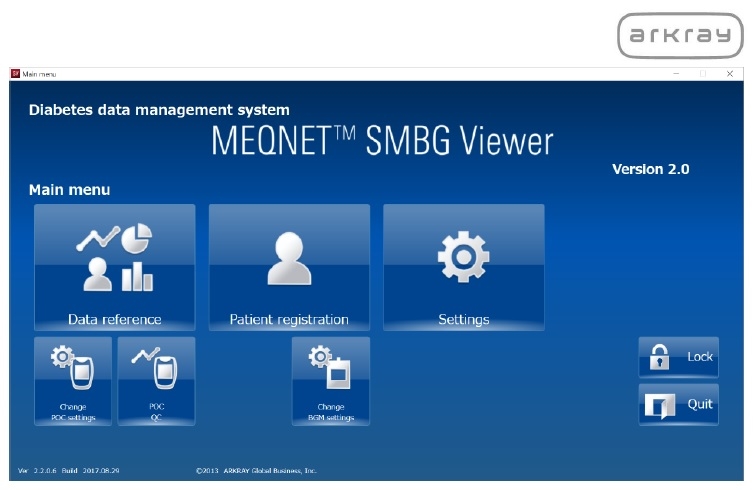 arkray
SV Main menu
Diabetes data management system
MEQNET™ SMBG Viewer
Version 2.0
Main menu
Data reference
Patient registration
Settings
Change
POC settings
POC
QC
Change
BGM settings
Lock
Quit
Ver 2.2.0.6 Build 2017.08.29 ©2013 ARKRAY Global Business, Inc.